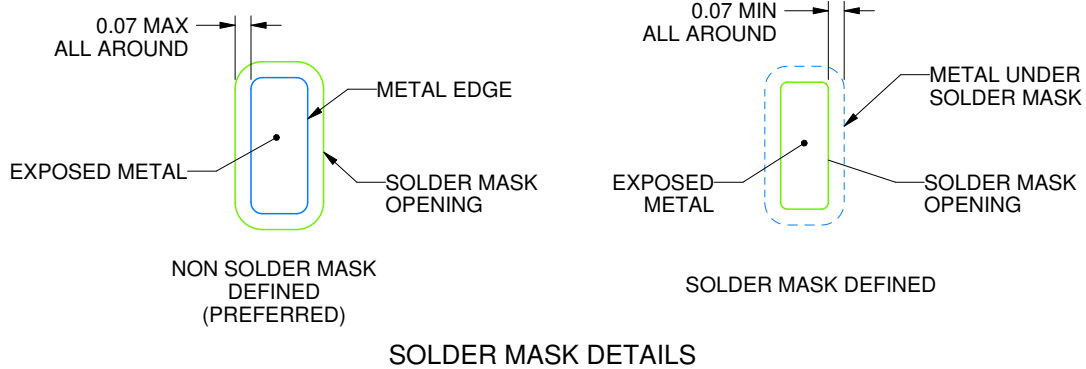 0.07 MAX
ALL AROUND
METAL EDGE
EXPOSED METAL
SOLDER MASK
OPENING
NON SOLDER MASK
DEFINED
(PREFERRED)
0.07 MIN
ALL AROUND
METAL UNDER
SOLDER MASK
EXPOSED
METAL
SOLDER MASK
OPENING
SOLDER MASK DEFINED
SOLDER MASK DETAILS